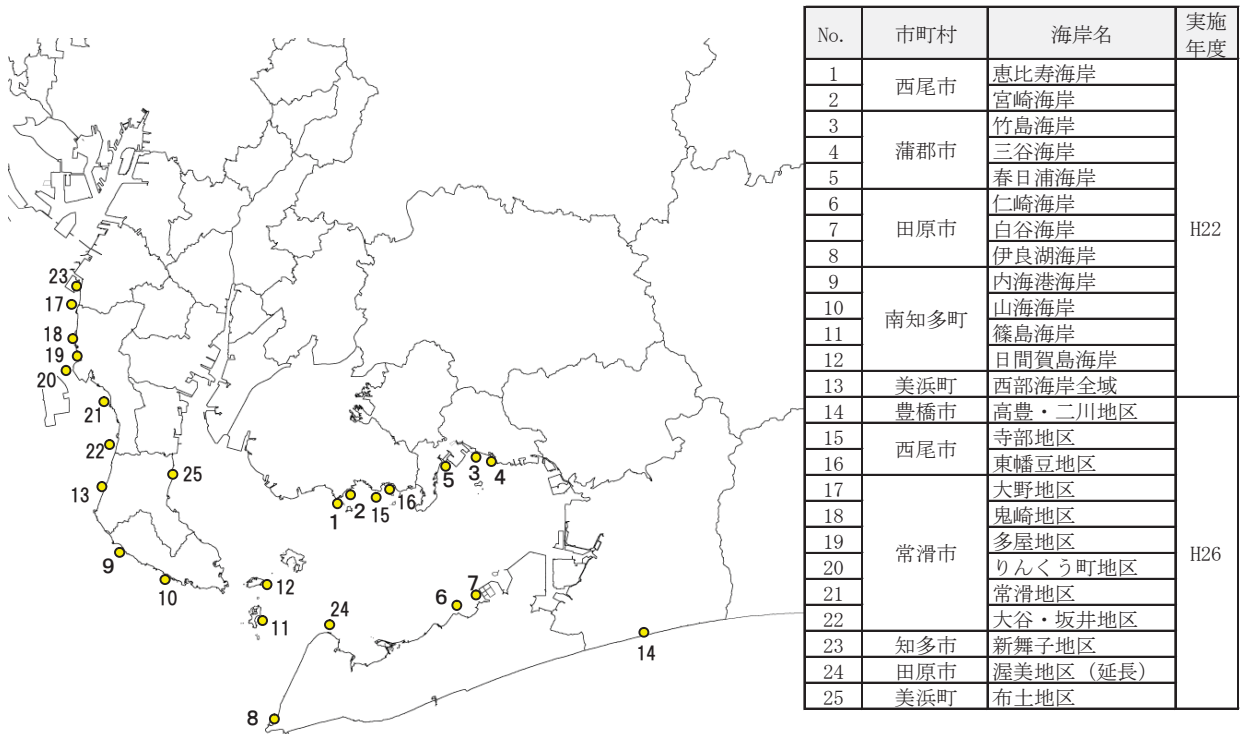 No. 市町村 海岸名 実施年度
1 西尾市 恵比寿海岸 H22
2 宮崎海岸
3 蒲郡市 竹島海岸
4 三谷海岸
5 春日浦海岸
6 田原市 仁崎海岸
7 白谷海岸
8 伊良湖海岸
9 南知多町 内海港海岸
10 山海海岸
11 篠島海岸
12 日間賀島海岸
13 美浜町 西部海岸全域
14 豊橋市 高豊・二川地区 H26
15 西尾市 寺部地区
16 東幡豆地区
17 常滑市 大野地区
18 鬼崎地区
19 多屋地区
20 りんくう町地区
21 常滑地区
22 大谷・坂井地区
23 知多市 新舞子地区
24 田原市 渥美地区（延長）
25 美浜町 布土地区
23
17
18
19
20
21
22
25
13
5
3
4
1
2
15
16
9
10
12
11
24
6
7
14
8